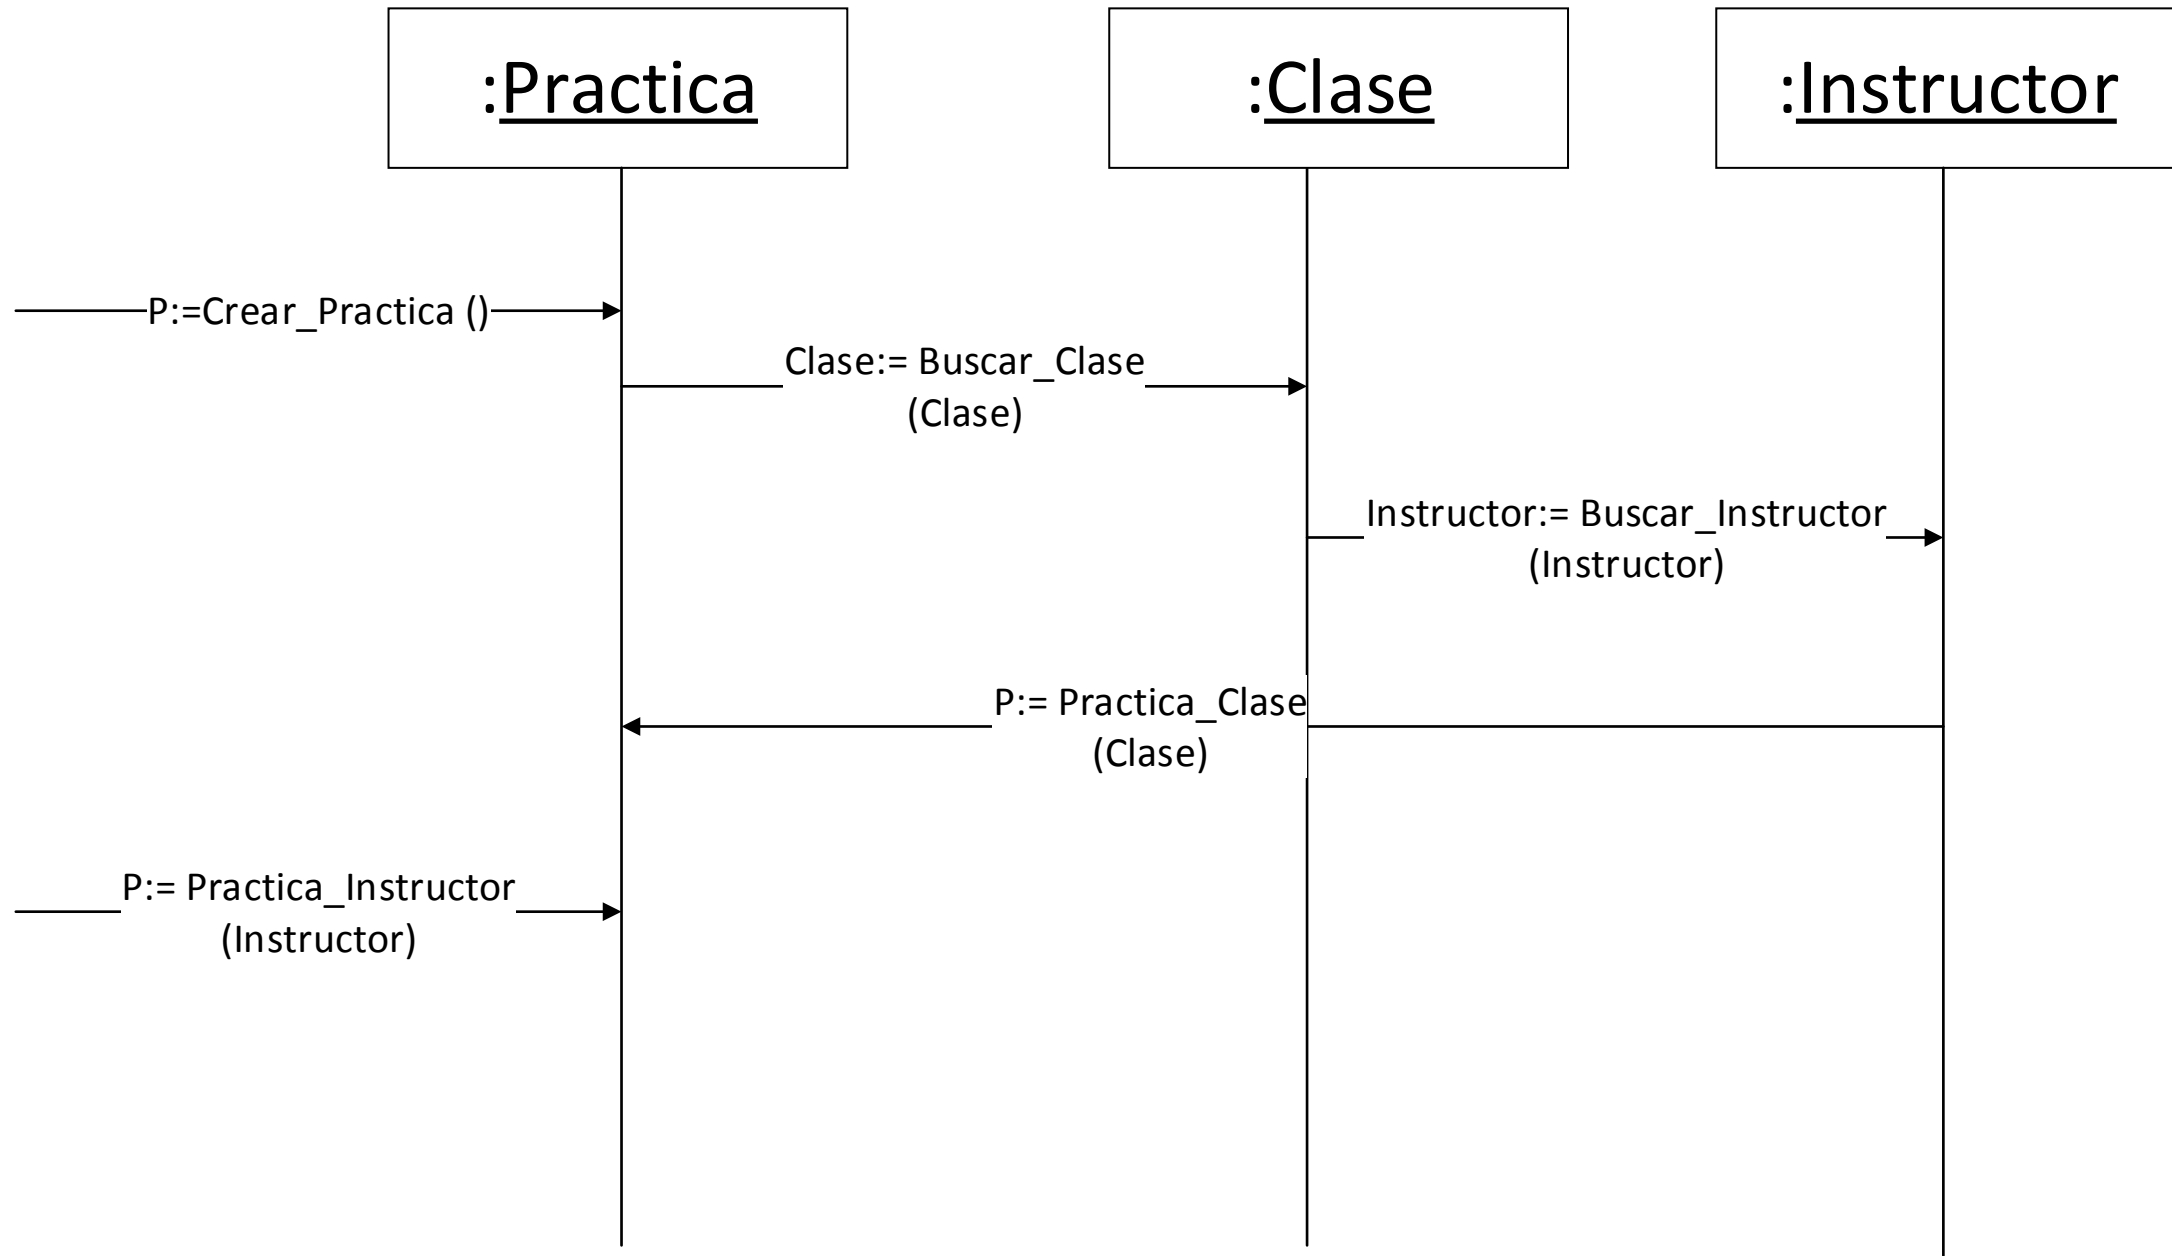 :Practica
:Clase
:Instructor
P:=Crear_Practica ()
Clase:= Buscar_Clase
(Clase)
Instructor:= Buscar_Instructor
(Instructor)
P:= Practica_Clase
(Clase)
P:= Practica_Instructor
(Instructor)